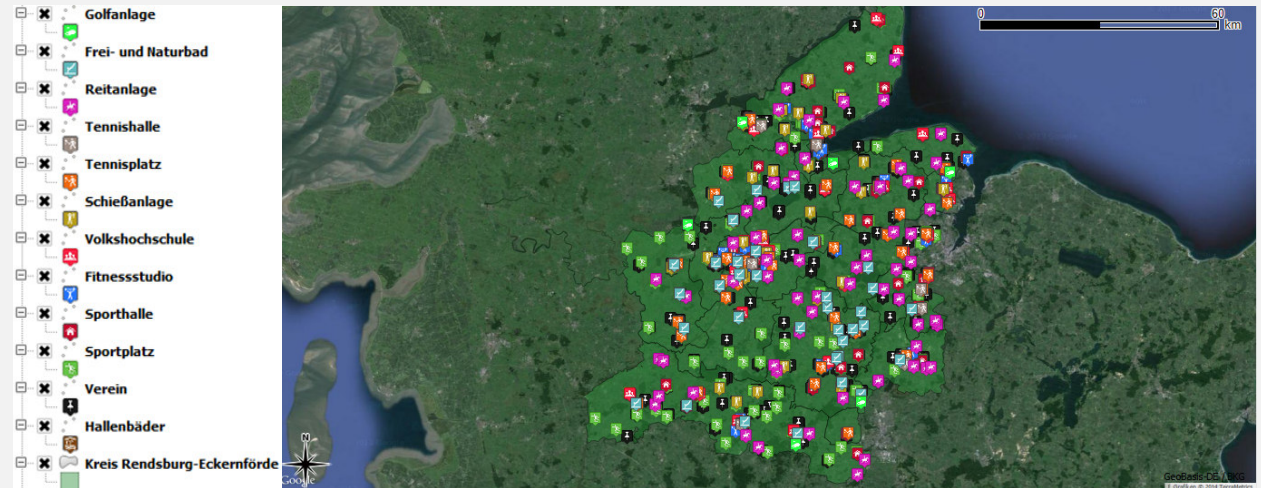 Golfanlage
Frei- und Naturbad
Reitanlage
Tennishalle
Tennisplatz
Schießanlage
Volkshochschule
Fitnessstudio
Sporthalle
Sportplatz
Verein
Hallenbäder
Kreis Rendsburg-Eckernförde
0 60
km
N
Google
GeoBasis-DE / BKG